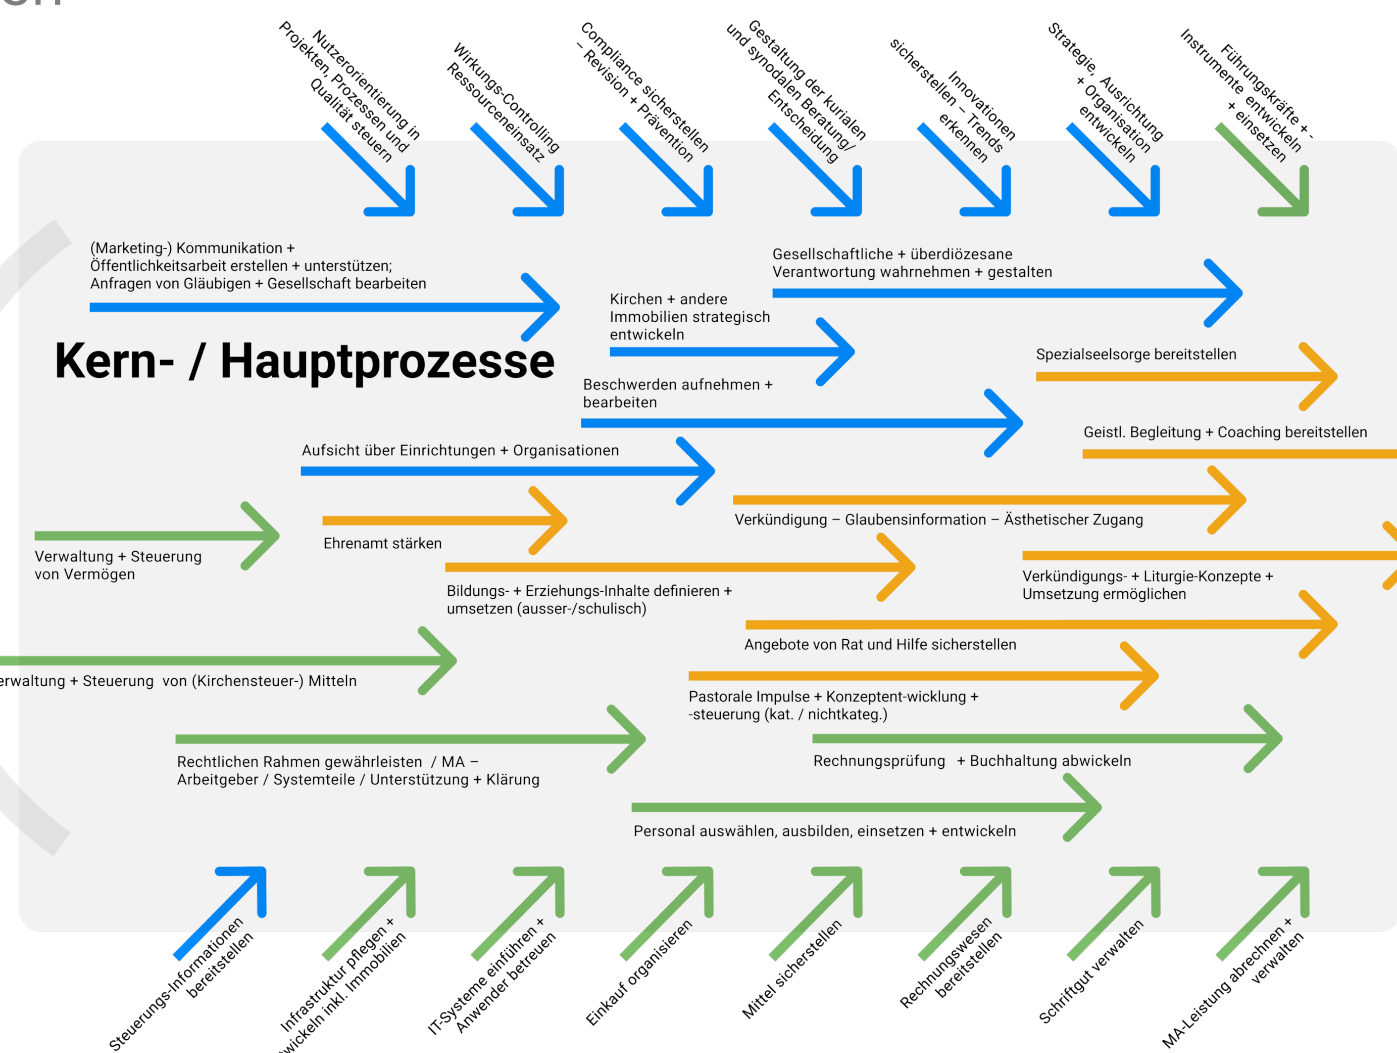 Nutzerorientierung in
Projekten, Prozessen und
Qualität steuern
Wirkungs-Controlling
Ressourceneinsatz
Compliance sicherstellen
– Revision + Prävention
Gestaltung der kurialen
und synodalen Beratung/
Entscheidung
Innovationen
sicherstellen – Trends
erkennen
Strategie, Ausrichtung
+ Organisation
entwickeln
Führungskräfte + -
Instrumente entwickeln
+ einsetzen
(Marketing-) Kommunikation +
Öffentlichkeitsarbeit erstellen + unterstützen;
Anfragen von Gläubigen + Gesellschaft bearbeiten
Gesellschaftliche + überdiözesane
Verantwortung wahrnehmen + gestalten
Kirchen + andere
Immobilien strategisch
entwickeln
Kern- / Hauptprozesse
Spezialseelsorge bereitstellen
Beschwerden aufnehmen +
bearbeiten
Geistl. Begleitung + Coaching bereitstellen
Aufsicht über Einrichtungen + Organisationen
Verkündigung – Glaubensinformation – Ästhetischer Zugang
Ehrenamt stärken
Verwaltung + Steuerung
von Vermögen
Verkündigungs- + Liturgie-Konzepte +
Umsetzung ermöglichen
Bildungs- + Erziehungs-Inhalte definieren +
umsetzen (ausser-/schulisch)
Angebote von Rat und Hilfe sicherstellen
erwaltung + Steuerung von (Kirchensteuer-) Mitteln
Pastorale Impulse + Konzeptent-wicklung +
-steuerung (kat. / nichtkateg.)
Rechtlichen Rahmen gewährleisten / MA –
Arbeitgeber / Systemteile / Unterstützung + Klärung
Rechnungsprüfung + Buchhaltung abwickeln
Personal auswählen, ausbilden, einsetzen + entwickeln
Steuerungs-Informationen
bereitstellen
Infrastruktur pflegen +
wickeln inkl. Immobilien
IT-Systeme einführen +
Anwender betreuen
Einkauf organisieren
Mittel sicherstellen
Rechnungswesen
bereitstellen
Schriftgut verwalten
MA-Leistung abrechnen +
verwalten